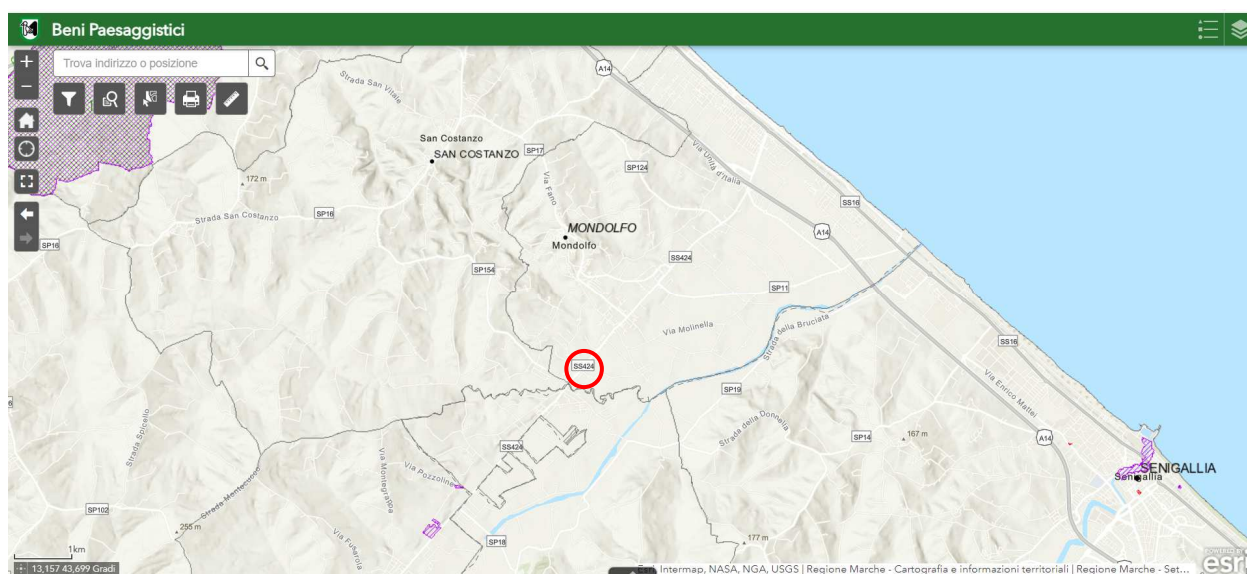 Beni Paesaggistici
Trova indirizzo o posizione
A14
Strada San Vitale
San Costanzo
SAN COSTANZO
SP17
SP124
Via Unità d'Italia
172 m
Via Fano
SS16
Strada San Costanzo
SP16
MONDOLFO
A14
SP16
Mondolfo
SS424
SP154
SP11
Via Molinella
Strada della Bruciata
SS16
SS424
SP19
Via Enrico Mattei
Strada Spicello
Strada della Donnella
SP14
167 m
A14
SS424
Via Montegrappa
Via Pozzolines
SENIGALLIA
Senigallia
Strada Montecucco
SP102
255 m
Via Fusarola
SP18
177 m
1km
POWERED BY
esri
13,157 43,699 Gradi
Esri, Intermap, NASA, NGA, USGS | Regione Marche - Cartografia e informazioni territoriali | Regione Marche - Set...